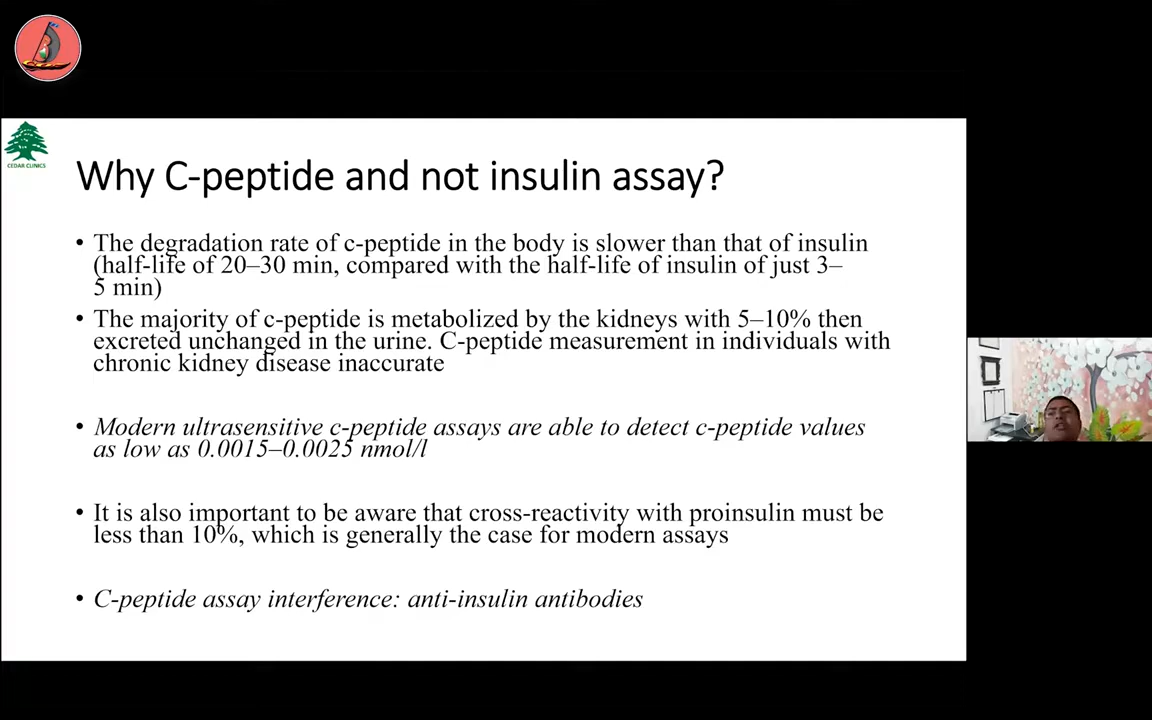 CEDAR CLINICS
Why C-peptide and not insulin assay?
• The degradation rate of c-peptide in the body is slower than that of insulin
(half-life of 20–30 min, compared with the half-life of insulin of just 3–
5 min)
• The majority of c-peptide is metabolized by the kidneys with 5–10% then
excreted unchanged in the urine. C-peptide measurement in individuals with
chronic kidney disease inaccurate
• Modern ultrasensitive c-peptide assays are able to detect c-peptide values
as low as 0.0015–0.0025 nmol/l
• It is also important to be aware that cross-reactivity with proinsulin must be
less than 10%, which is generally the case for modern assays
• C-peptide assay interference: anti-insulin antibodies